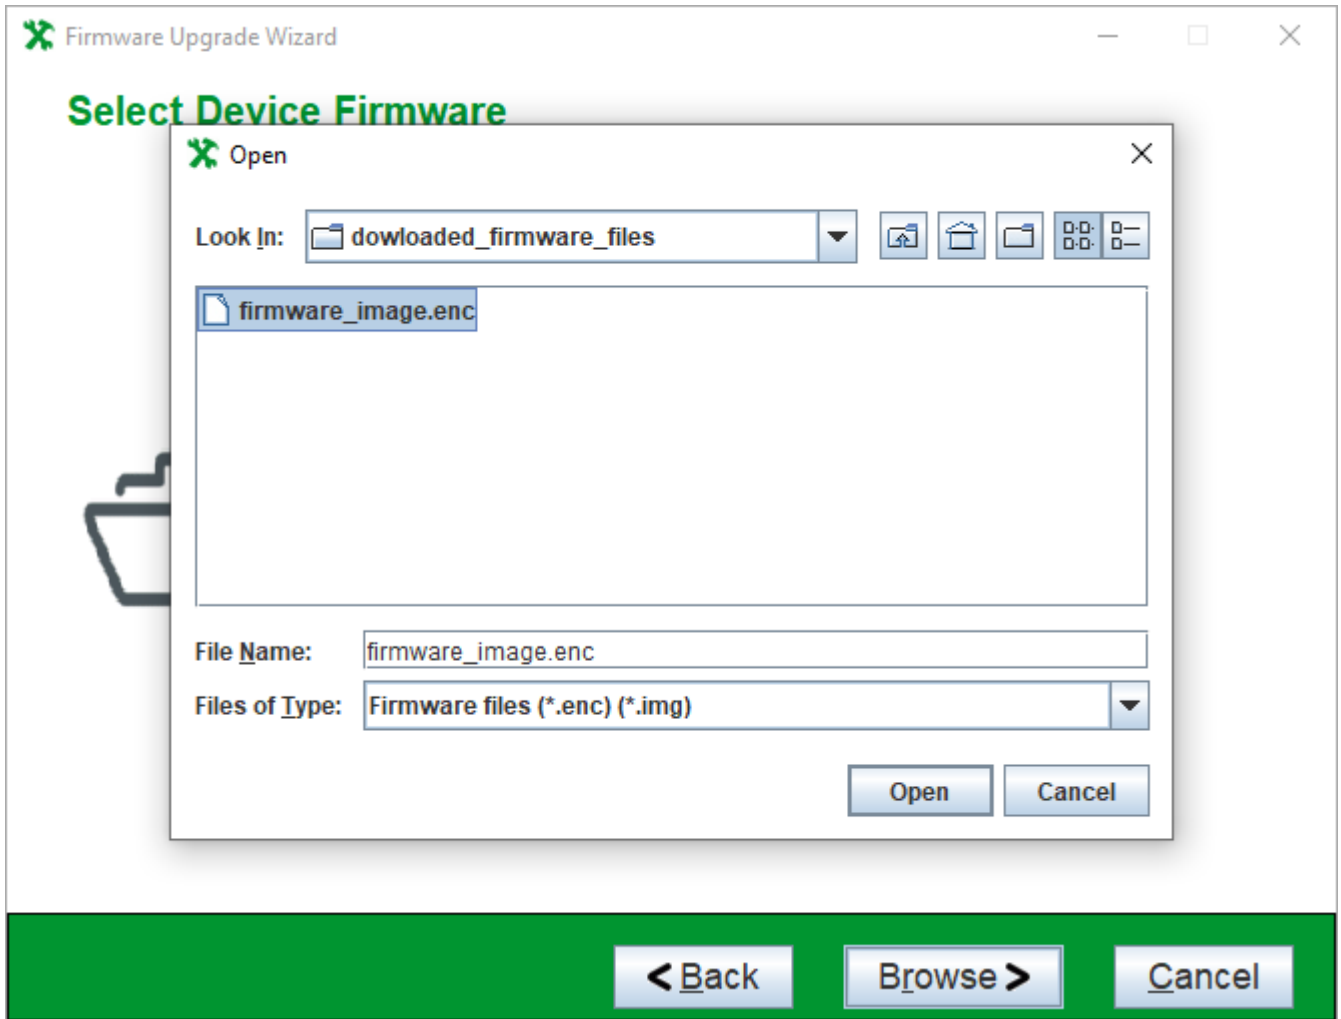 Firmware Upgrade Wizard
Select Device Firmware
Open
Look In: dowloaded_firmware_files
firmware_image.enc
File Name: firmware_image.enc
Files of Type: Firmware files (*.enc) (*.img)
Open Cancel
< Back Browse > Cancel